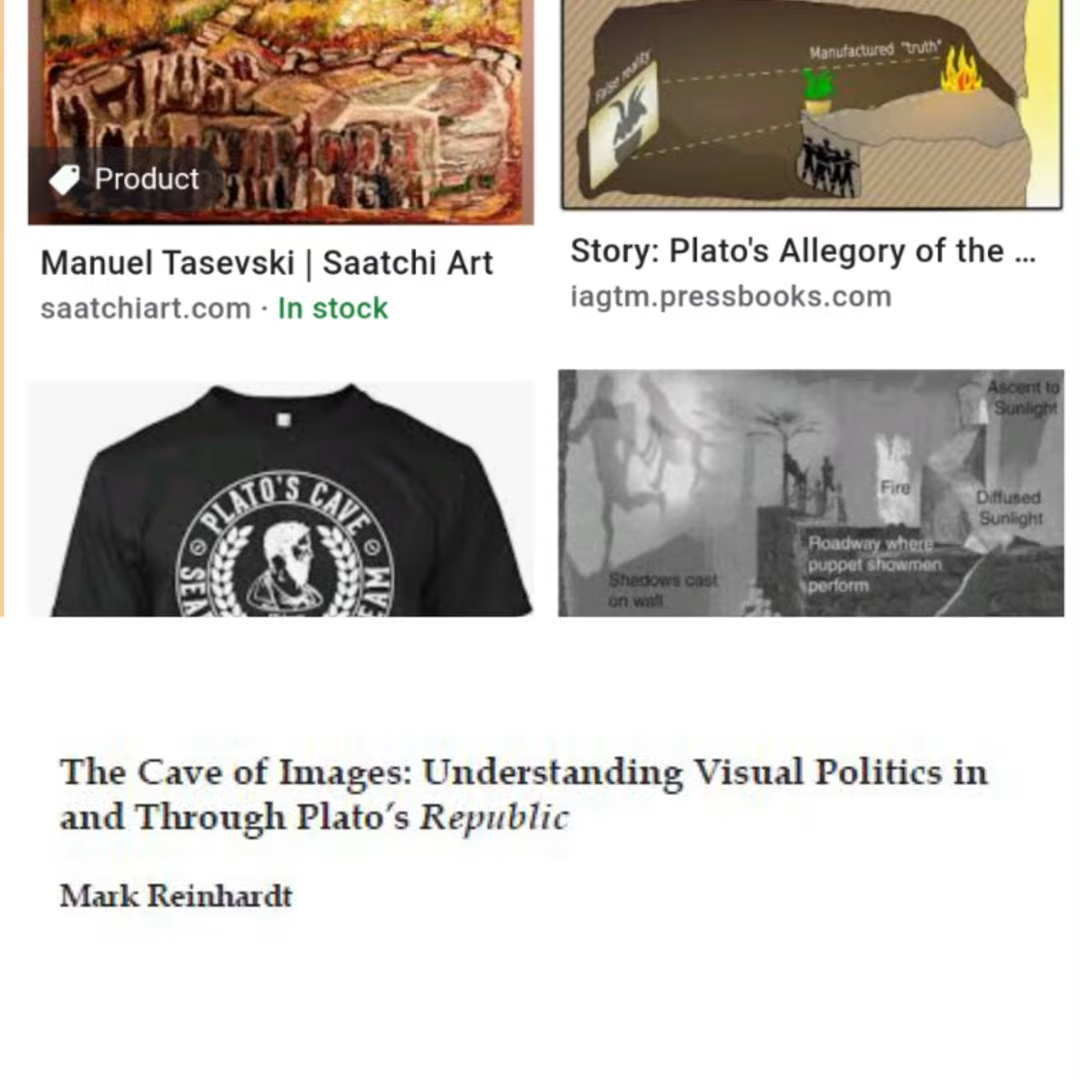 False reality
Manufactured "truth"
Product
Manuel Tasevski | Saatchi Art
saatchiart.com · In stock
Story: Plato's Allegory of the ...
iagtm.pressbooks.com
PLATO'S CAVE
Ascent to
Sunlight
Fire
Diffused
Sunlight
Roadway where
puppet showmen
perform
Shadows cast
on wall
The Cave of Images: Understanding Visual Politics in
and Through Plato's Republic
Mark Reinhardt